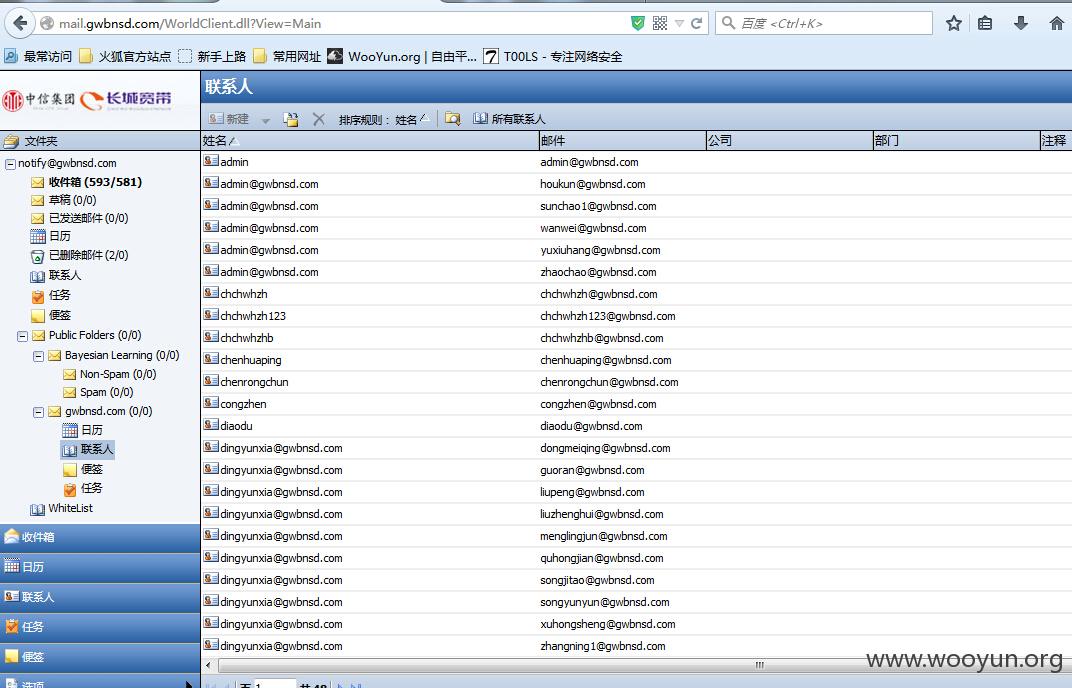 mail.gwbnsd.com/WorldClient.dll?View=Main
百度 <Ctrl+K>
最常访问 火狐官方站点 新手上路 常用网址 WooYun.org | 自由平... T00LS - 专注网络安全
中信集团 长城宽带
联系人
新建 排序规则： 姓名 所有联系人
文件夹
姓名 邮件 公司 部门 注释
notify@gwbnsd.com
收件箱 (593/581)
草稿 (0/0)
已发送邮件 (0/0)
日历
已删除邮件 (2/0)
联系人
任务
便签
Public Folders (0/0)
Bayesian Learning (0/0)
Non-Spam (0/0)
Spam (0/0)
gwbnsd.com (0/0)
日历
联系人
便签
任务
WhiteList
收件箱
日历
联系人
任务
便签
选项
admin admin@gwbnsd.com
admin@gwbnsd.com houkun@gwbnsd.com
admin@gwbnsd.com sunchao1@gwbnsd.com
admin@gwbnsd.com wanwei@gwbnsd.com
admin@gwbnsd.com yuxiuhang@gwbnsd.com
admin@gwbnsd.com zhaochao@gwbnsd.com
chchwhzh chchwhzh@gwbnsd.com
chchwhzh123 chchwhzh123@gwbnsd.com
chchwhzhb chchwhzhb@gwbnsd.com
chenhuaping chenhuaping@gwbnsd.com
chenrongchun chenrongchun@gwbnsd.com
congzhen congzhen@gwbnsd.com
diaodu diaodu@gwbnsd.com
dingyunxia@gwbnsd.com dongmeiqing@gwbnsd.com
dingyunxia@gwbnsd.com guoran@gwbnsd.com
dingyunxia@gwbnsd.com liupeng@gwbnsd.com
dingyunxia@gwbnsd.com liuzhenghui@gwbnsd.com
dingyunxia@gwbnsd.com menglingjun@gwbnsd.com
dingyunxia@gwbnsd.com quhongjian@gwbnsd.com
dingyunxia@gwbnsd.com songjitao@gwbnsd.com
dingyunxia@gwbnsd.com songyunyun@gwbnsd.com
dingyunxia@gwbnsd.com xuhongsheng@gwbnsd.com
dingyunxia@gwbnsd.com zhangning1@gwbnsd.com
页 1 共 48
www.wooyun.org